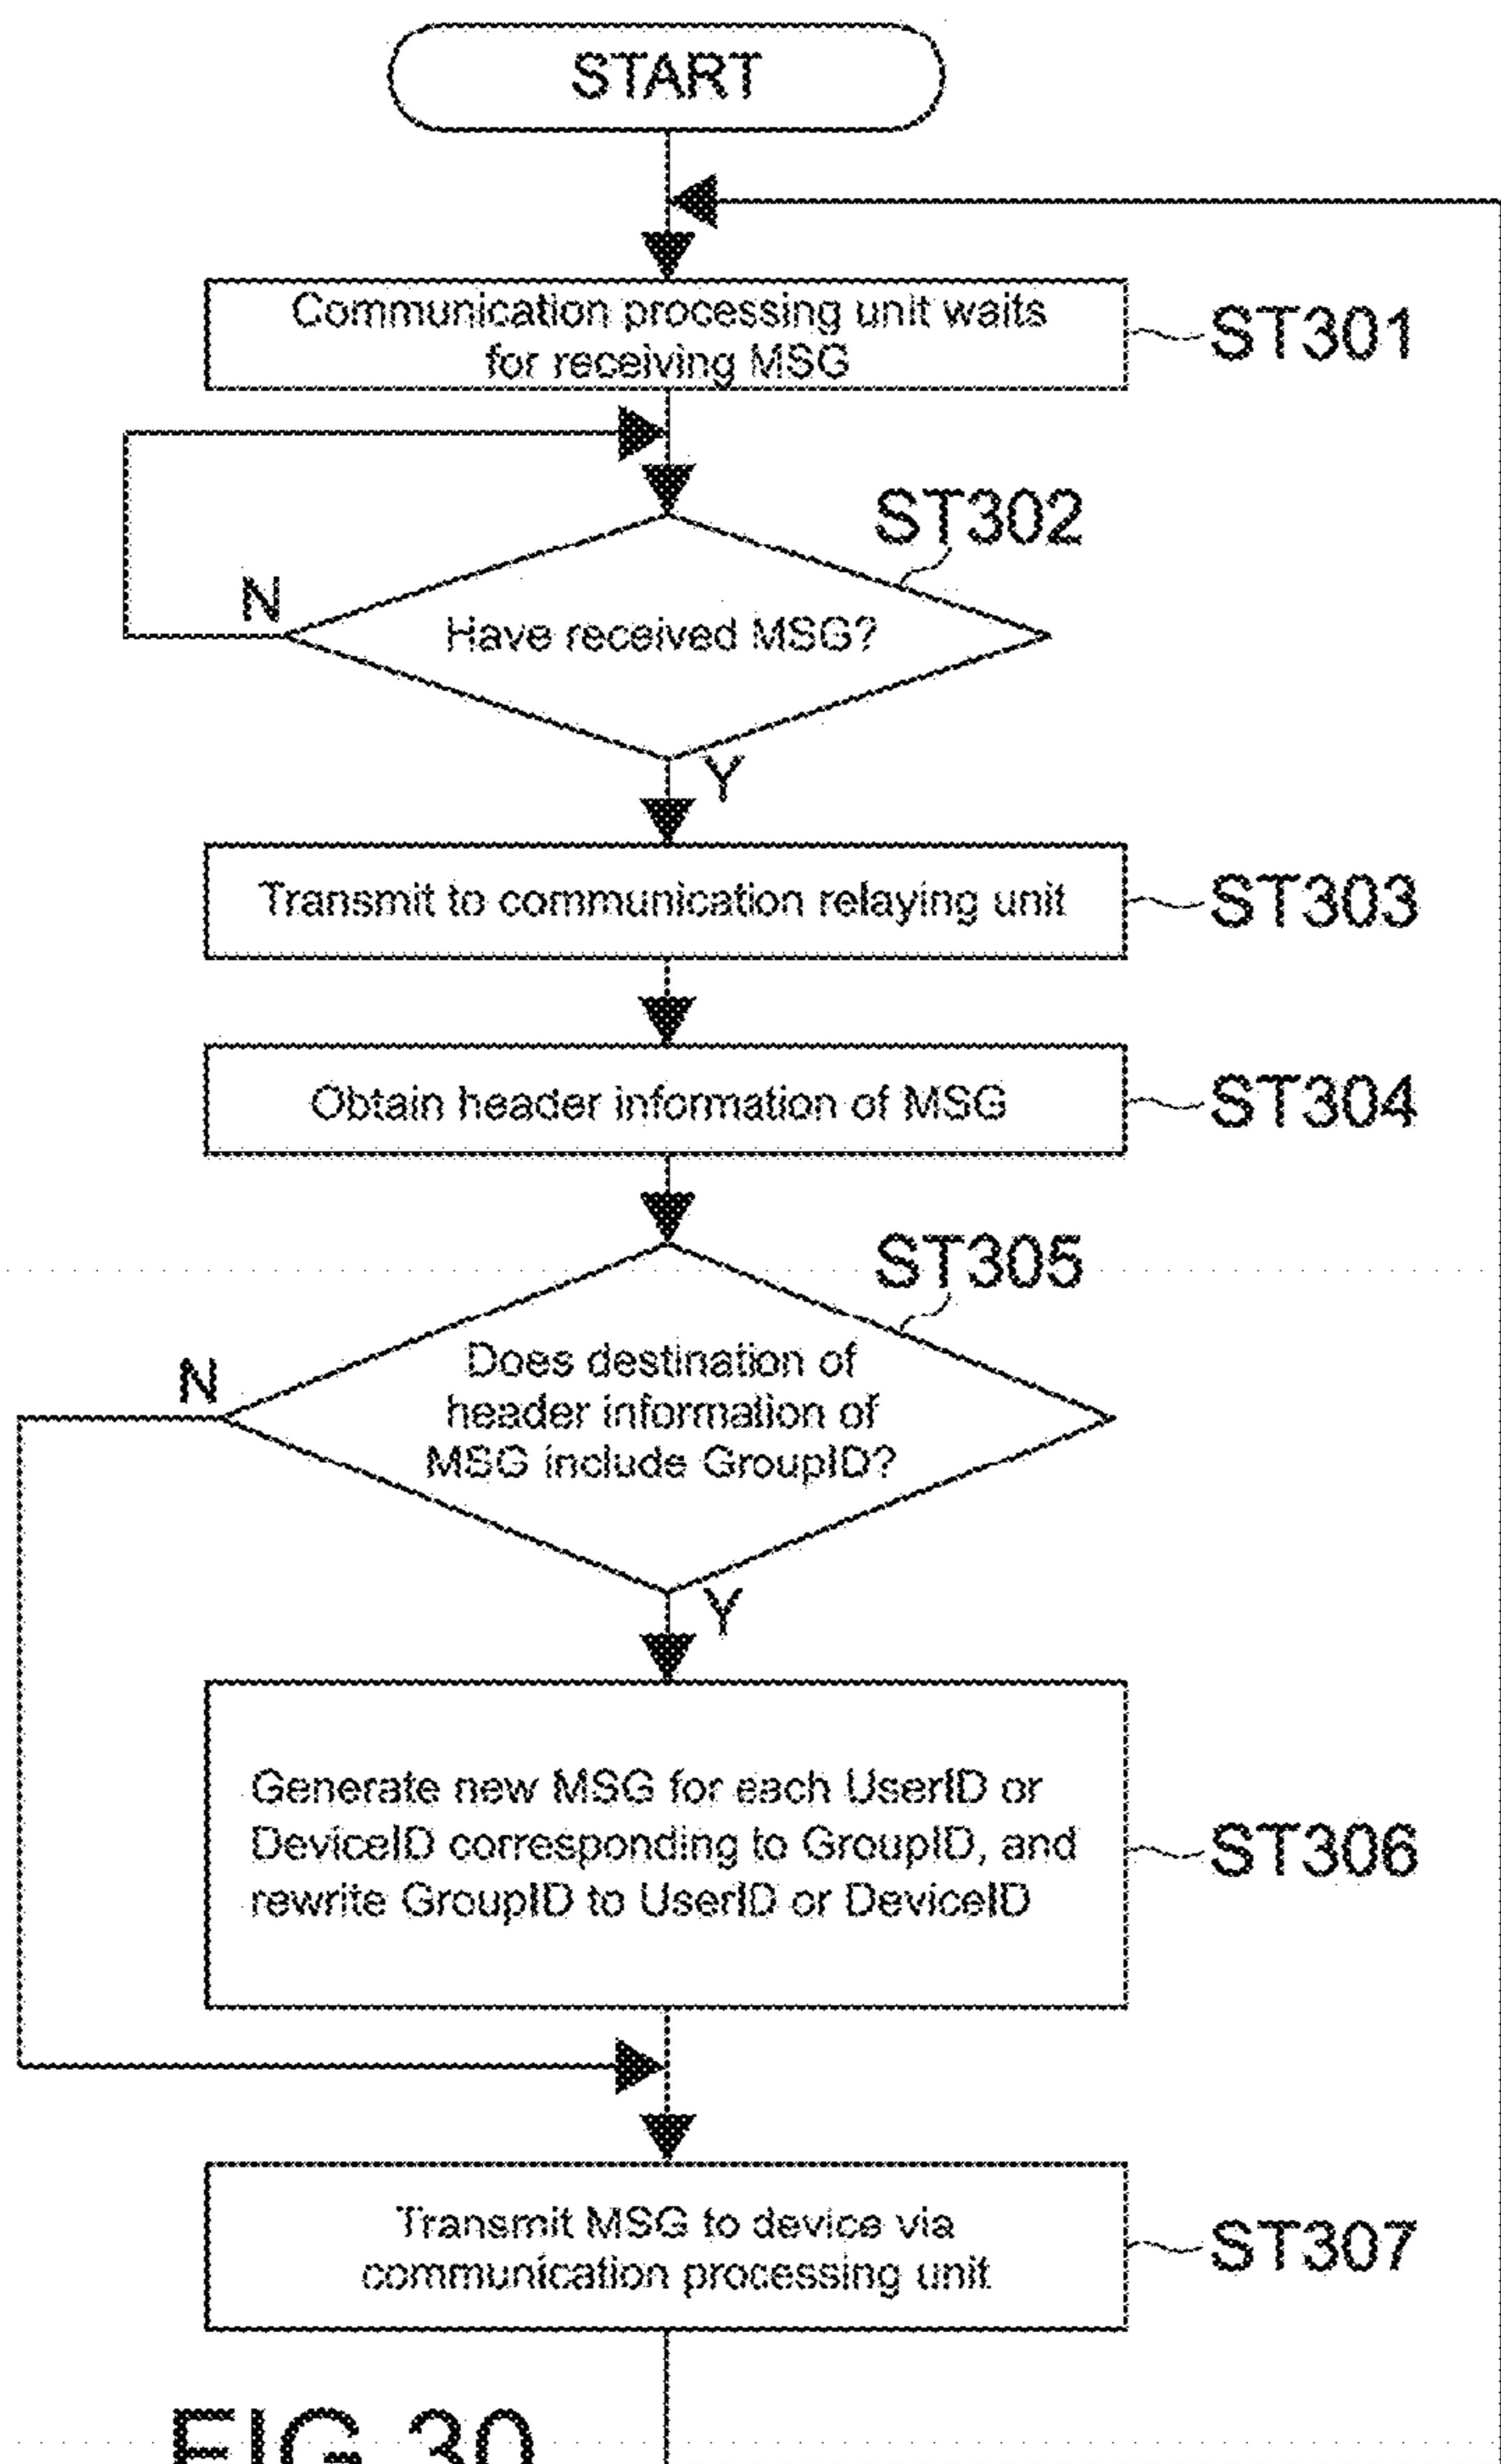 START
Communication processing unit waits
for receiving MSG
ST301
ST302
N
Have received MSG?
Y
Transmit to communication relaying unit
ST303
Obtain header information of MSG
ST304
ST305
N
Does destination of
header information of
MSG include GroupID?
Y
Generate new MSG for each UserID or
DeviceID corresponding to GroupID, and
rewrite GroupID to UserID or DeviceID
ST306
Transmit MSG to device via
communication processing unit
ST307
FIG.30